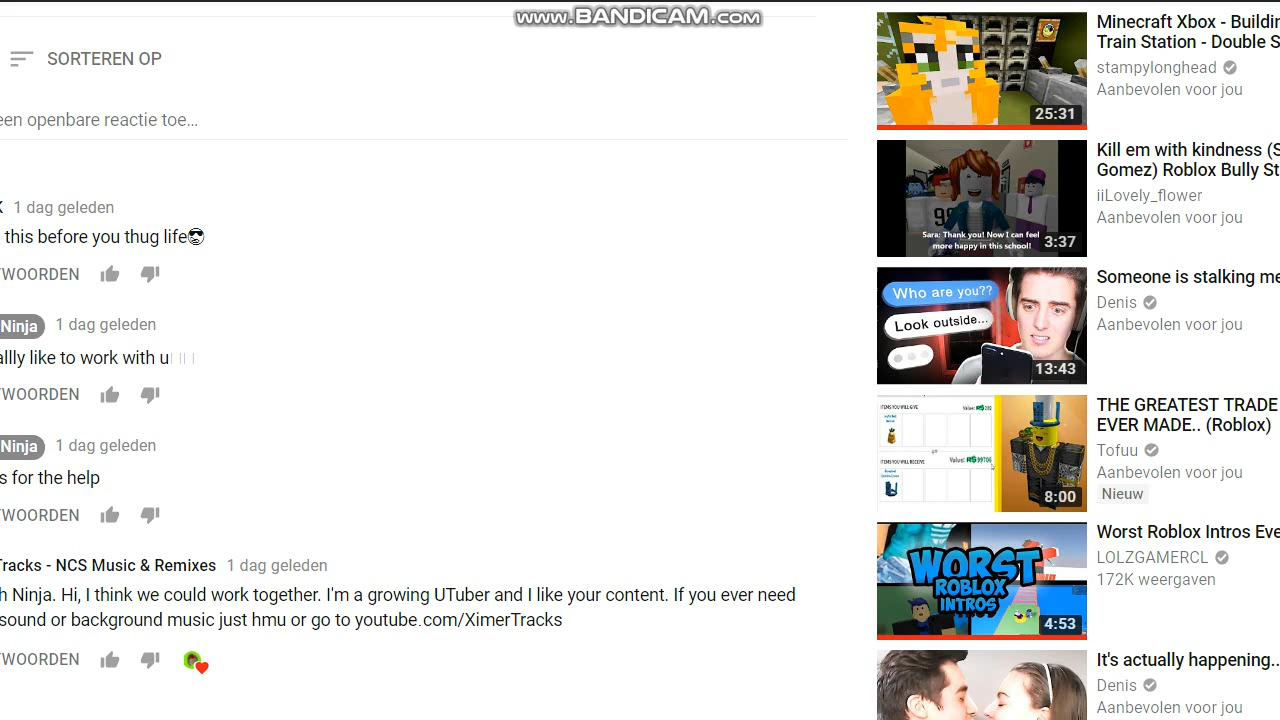 www.BANDICAM.com
SORTEREN OP
een openbare reactie toe...
K 1 dag geleden
this before you thug life😎
WOORDEN
Ninja 1 dag geleden
allly like to work with u
WOORDEN
Ninja 1 dag geleden
s for the help
WOORDEN
Tracks - NCS Music & Remixes 1 dag geleden
h Ninja. Hi, I think we could work together. I'm a growing UTuber and I like your content. If you ever need
sound or background music just hmu or go to youtube.com/XimerTracks
WOORDEN
Minecraft Xbox - Buildin
Train Station - Double S
stampylonghead
Aanbevolen voor jou
25:31
Kill em with kindness (S
Gomez) Roblox Bully St
iiLovely_flower
Aanbevolen voor jou
Sara: Thank you! Now I can feel
more happy in this school!
3:37
Someone is stalking me
Denis
Aanbevolen voor jou
Who are you??
Look outside...
13:43
THE GREATEST TRADE
EVER MADE.. (Roblox)
Tofuu
Aanbevolen voor jou
Nieuw
ITEMS YOU WILL GIVE
ITEMS YOU WILL RECEIVE
8:00
Worst Roblox Intros Eve
LOLZGAMERCL
172K weergaven
WORST
ROBLOX
INTROS
4:53
It's actually happening..
Denis
Aanbevolen voor jou